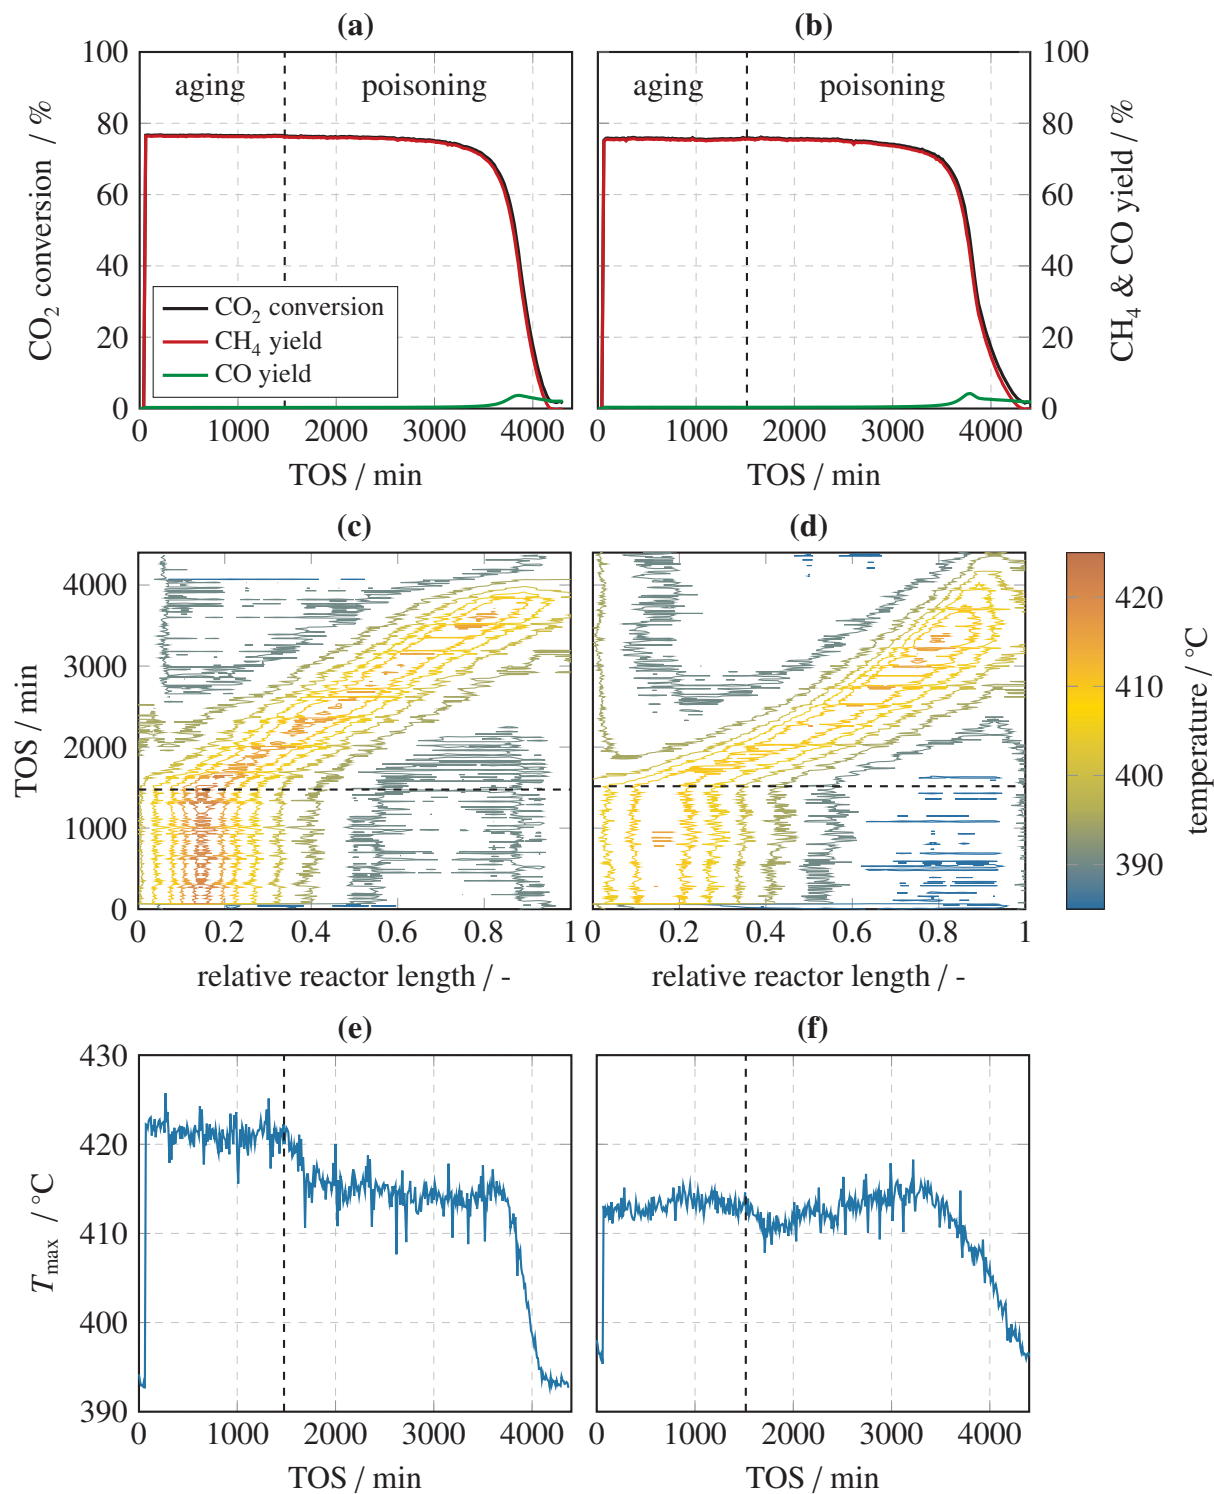 (a)
(b)
100
80
60
40
20
0
CO2 conversion / %
aging
poisoning
CO2 conversion
CH4 yield
CO yield
0 1000 2000 3000 4000
TOS / min
aging
poisoning
100
80
60
40
20
0
CH4 & CO yield / %
0 1000 2000 3000 4000
TOS / min
(c)
(d)
4000
3000
2000
1000
0
TOS / min
0 0.2 0.4 0.6 0.8 1
relative reactor length / -
0 0.2 0.4 0.6 0.8 1
relative reactor length / -
420
410
400
390
temperature / °C
(e)
(f)
430
420
410
400
390
Tmax / °C
0 1000 2000 3000 4000
TOS / min
0 1000 2000 3000 4000
TOS / min